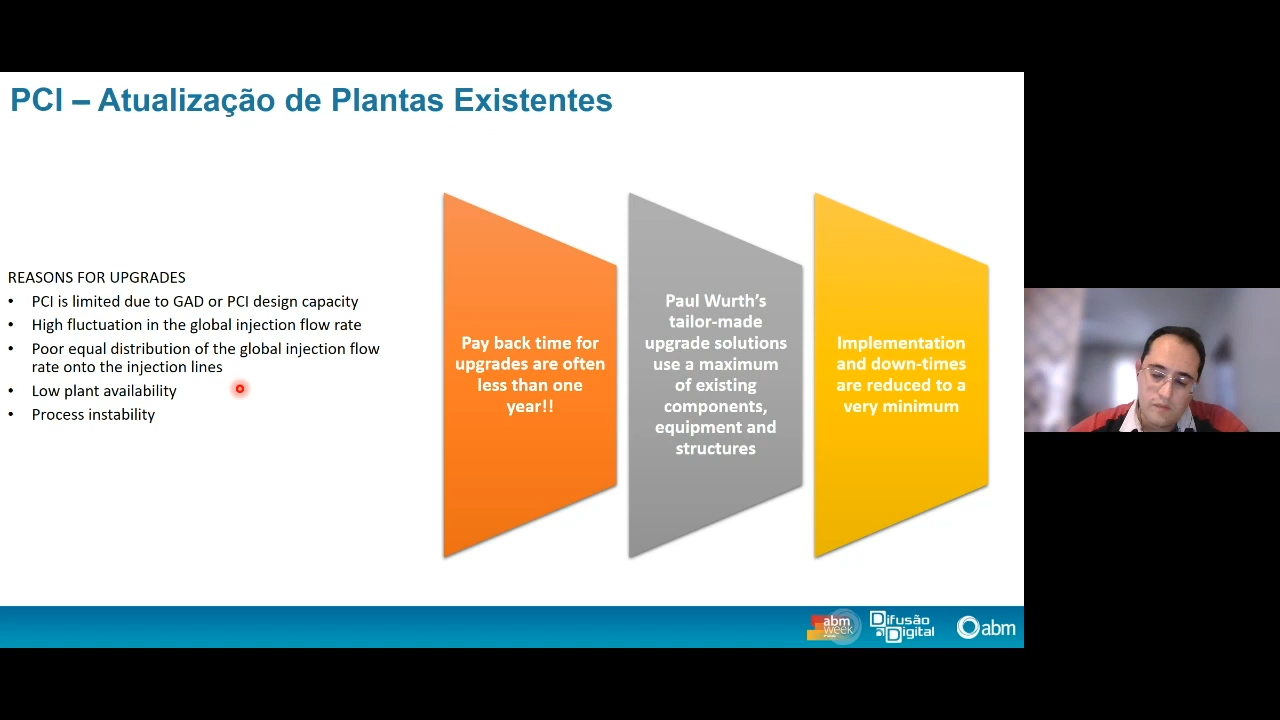 PCI – Atualização de Plantas Existentes
REASONS FOR UPGRADES
• PCI is limited due to GAD or PCI design capacity
• High fluctuation in the global injection flow rate
• Poor equal distribution of the global injection flow
rate onto the injection lines
• Low plant availability
• Process instability
Pay back time for
upgrades are often
less than one
year!!
Paul Wurth’s
tailor-made
upgrade solutions
use a maximum
of existing
components,
equipment and
structures
Implementation
and down-times
are reduced to a
very minimum
abm
week
Difusão
Digital
abm